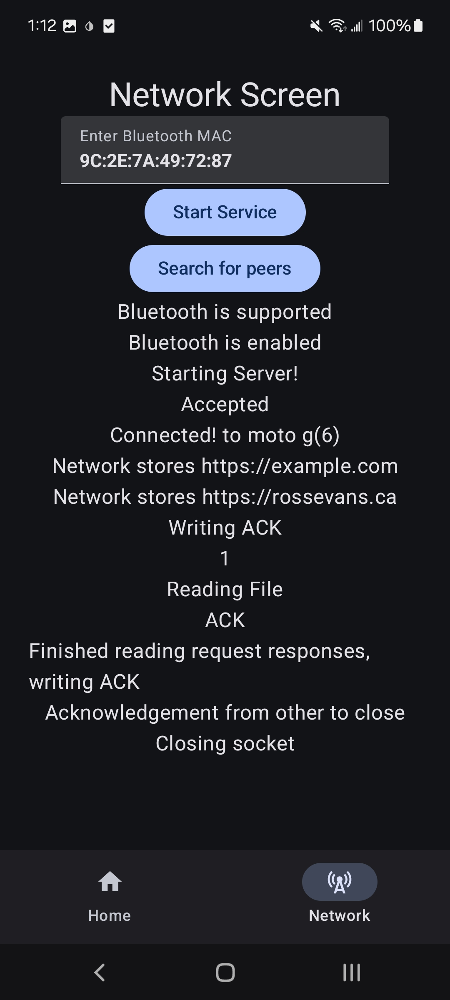 1:12 100%
Network Screen
Enter Bluetooth MAC
9C:2E:7A:49:72:87
Start Service
Search for peers
Bluetooth is supported
Bluetooth is enabled
Starting Server!
Accepted
Connected! to moto g(6)
Network stores https://example.com
Network stores https://rossevans.ca
Writing ACK
1
Reading File
ACK
Finished reading request responses,
writing ACK
Acknowledgement from other to close
Closing socket
Home Network